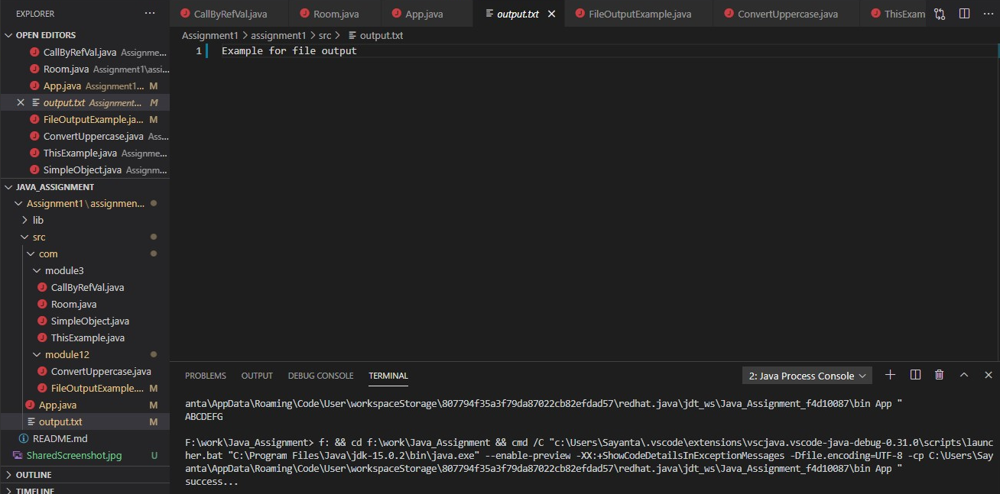 EXPLORER ···
OPEN EDITORS
CallByRefVal.java Assignme...
Room.java Assignment1\assi...
App.java Assignment1... M
output.txt Assignment... M
FileOutputExample.ja... M
ConvertUppercase.java Ass...
ThisExample.java Assignme...
SimpleObject.java Assignm...
JAVA_ASSIGNMENT
Assignment1\assignmen...
lib
src
com
module3
CallByRefVal.java
Room.java
SimpleObject.java
ThisExample.java
module12
ConvertUppercase.java
FileOutputExample.... M
App.java M
output.txt M
README.md
SharedScreenshot.jpg U
OUTLINE
TIMELINE
CallByRefVal.java Room.java App.java output.txt FileOutputExample.java ConvertUppercase.java ThisExam
Assignment1 > assignment1 > src > output.txt
1 Example for file output
PROBLEMS OUTPUT DEBUG CONSOLE TERMINAL 2: Java Process Console
anta\AppData\Roaming\Code\User\workspaceStorage\807794f35a3f79da87022cb82efdad57\redhat.java\jdt_ws\Java_Assignment_f4d10087\bin App "
ABCDEFG
F:\work\Java_Assignment> f: && cd f:\work\Java_Assignment && cmd /C "c:\Users\Sayanta\.vscode\extensions\vscjava.vscode-java-debug-0.31.0\scripts\launc
her.bat "C:\Program Files\Java\jdk-15.0.2\bin\java.exe" --enable-preview -XX:+ShowCodeDetailsInExceptionMessages -Dfile.encoding=UTF-8 -cp C:\Users\Say
anta\AppData\Roaming\Code\User\workspaceStorage\807794f35a3f79da87022cb82efdad57\redhat.java\jdt_ws\Java_Assignment_f4d10087\bin App "
success...